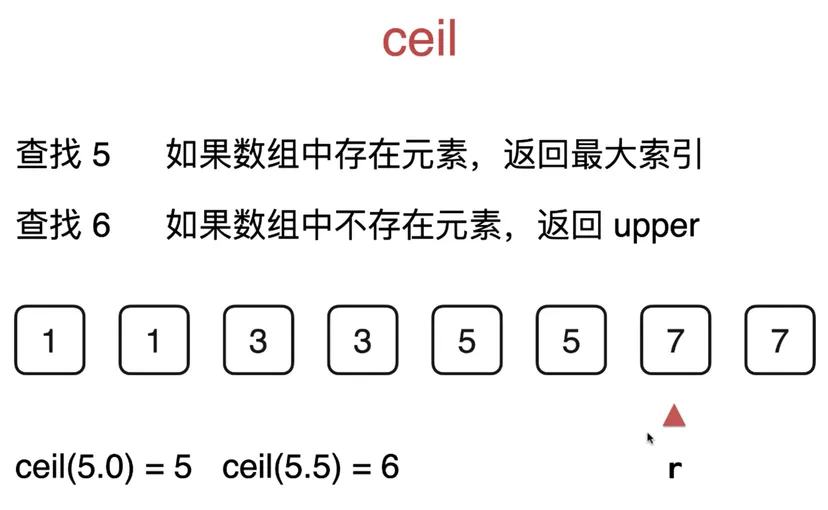 ceil
查找 5 如果数组中存在元素，返回最大索引
查找 6 如果数组中不存在元素，返回 upper
1 1 3 3 5 5 7 7
ceil(5.0) = 5 ceil(5.5) = 6 r